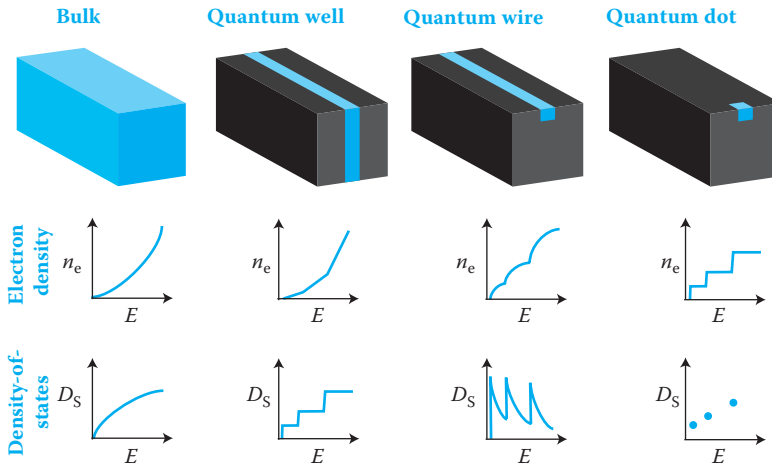 Bulk
Quantum well
Quantum wire
Quantum dot
Electron
density
nₑ
E
nₑ
E
nₑ
E
nₑ
E
Density-of-
states
D_S
E
D_S
E
D_S
E
D_S
E